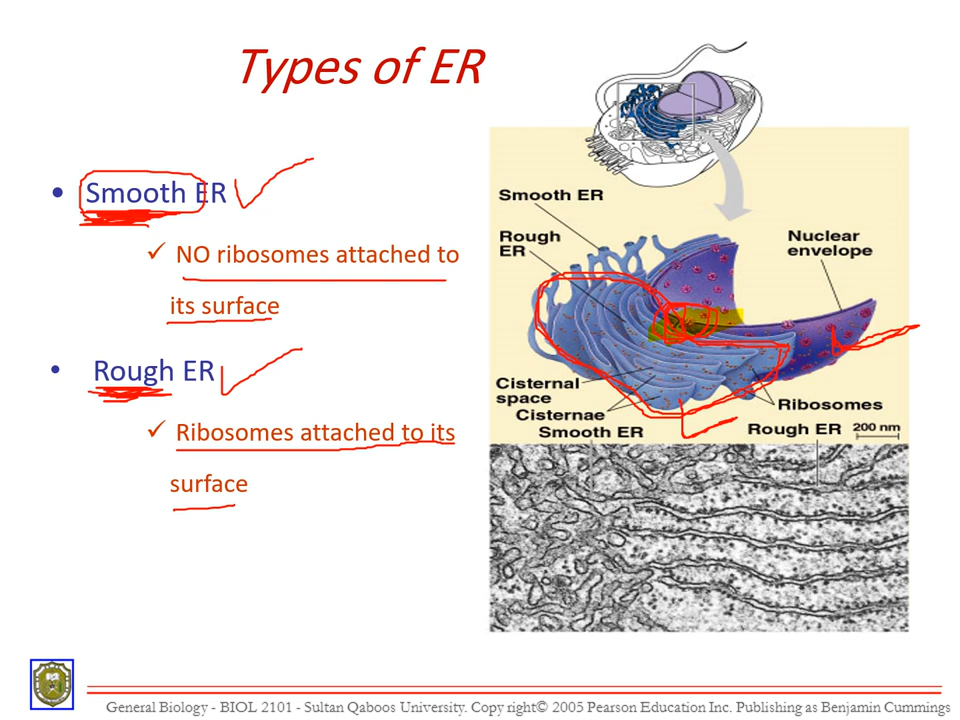 Types of ER
• Smooth ER
✓ NO ribosomes attached to
its surface
• Rough ER
✓ Ribosomes attached to its
surface
Smooth ER
Rough
ER
Nuclear
envelope
Cisternal
space
Cisternae
Ribosomes
Smooth ER
Rough ER
200 nm
General Biology - BIOL 2101 - Sultan Qaboos University. Copy right© 2005 Pearson Education Inc. Publishing as Benjamin Cummings